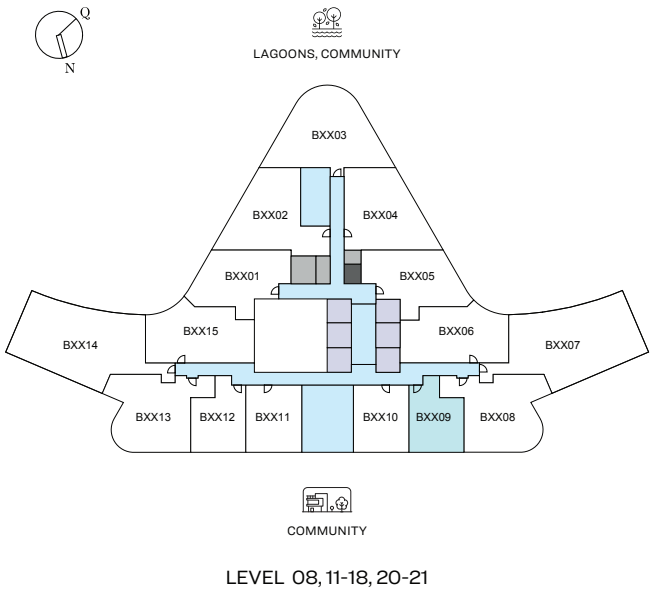 Q
N
LAGOONS, COMMUNITY
BXX03
BXX02
BXX04
BXX01
BXX05
BXX14
BXX15
BXX06
BXX07
BXX13
BXX12
BXX11
BXX10
BXX09
BXX08
COMMUNITY
LEVEL 08, 11-18, 20-21